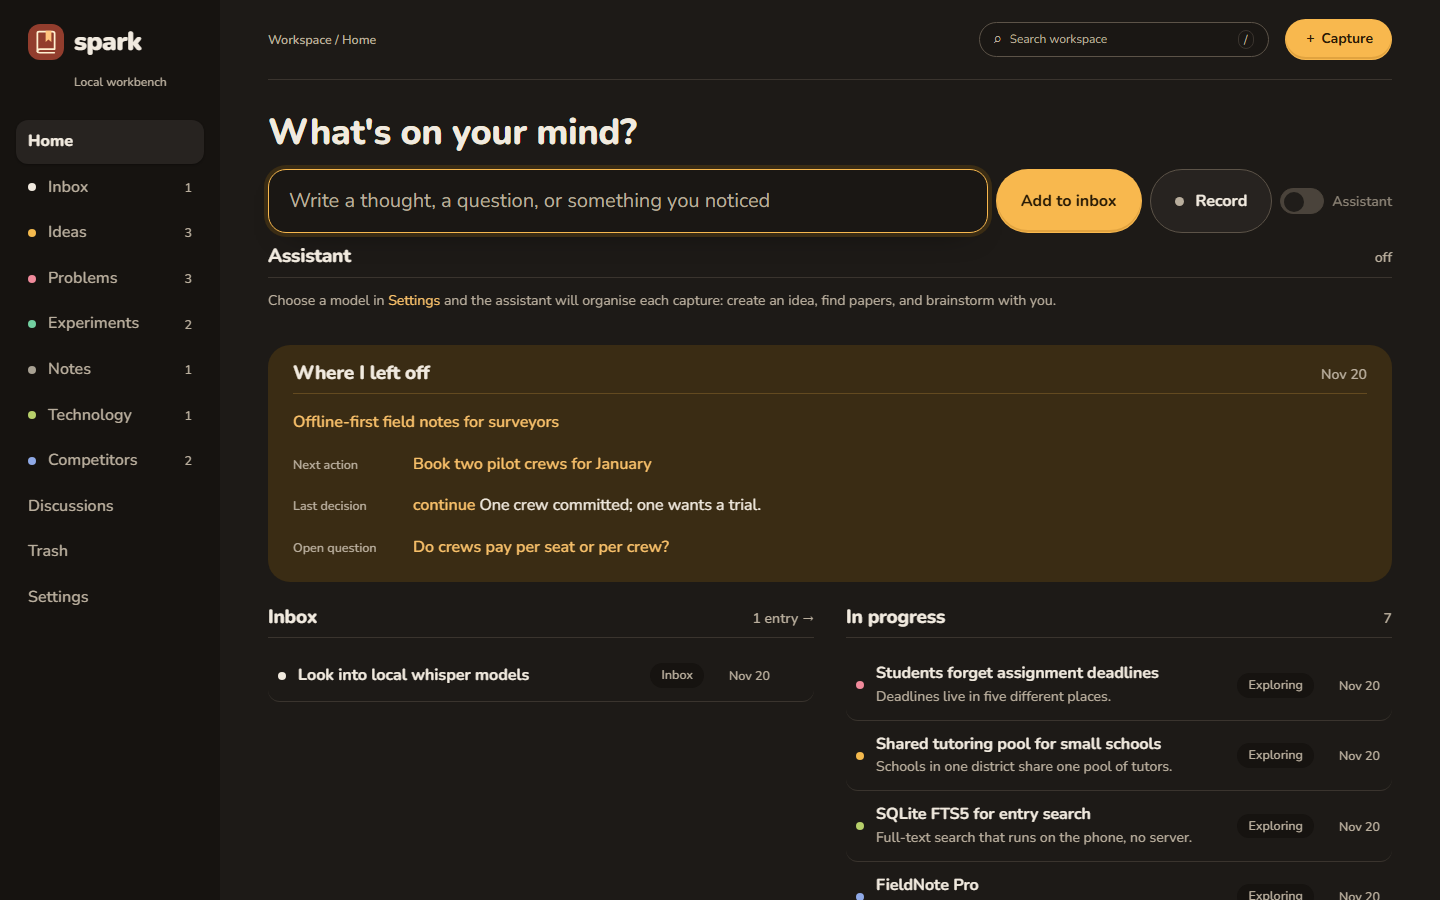 spark
Local workbench
Home
Inbox 1
Ideas 3
Problems 3
Experiments 2
Notes 1
Technology 1
Competitors 2
Discussions
Trash
Settings
Workspace / Home
Search workspace /
+ Capture
What's on your mind?
Write a thought, a question, or something you noticed
Add to inbox
Record
Assistant
Assistant off
Choose a model in Settings and the assistant will organise each capture: create an idea, find papers, and brainstorm with you.
Where I left off Nov 20
Offline-first field notes for surveyors
Next action Book two pilot crews for January
Last decision continue One crew committed; one wants a trial.
Open question Do crews pay per seat or per crew?
Inbox 1 entry →
Look into local whisper models Inbox Nov 20
In progress 7
Students forget assignment deadlines
Deadlines live in five different places.
Exploring Nov 20
Shared tutoring pool for small schools
Schools in one district share one pool of tutors.
Exploring Nov 20
SQLite FTS5 for entry search
Full-text search that runs on the phone, no server.
Exploring Nov 20
FieldNote Pro
Exploring Nov 20